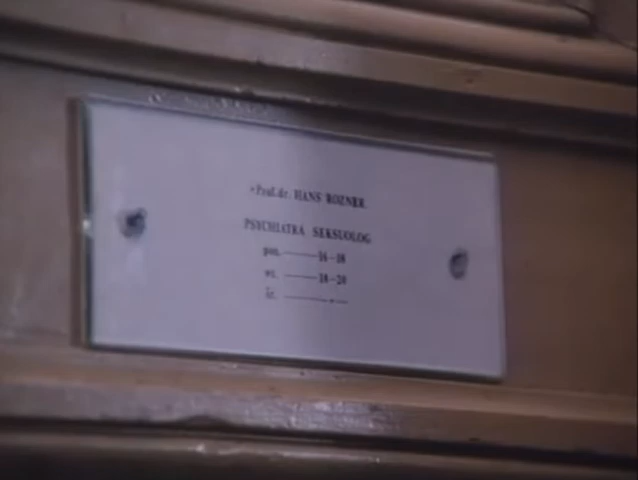 Prof.dr. HANS ROZNER
PSYCHIATRA SEKSUOLOG
pon. —— 16-18
wt. —— 18-20
śr. —— „ —